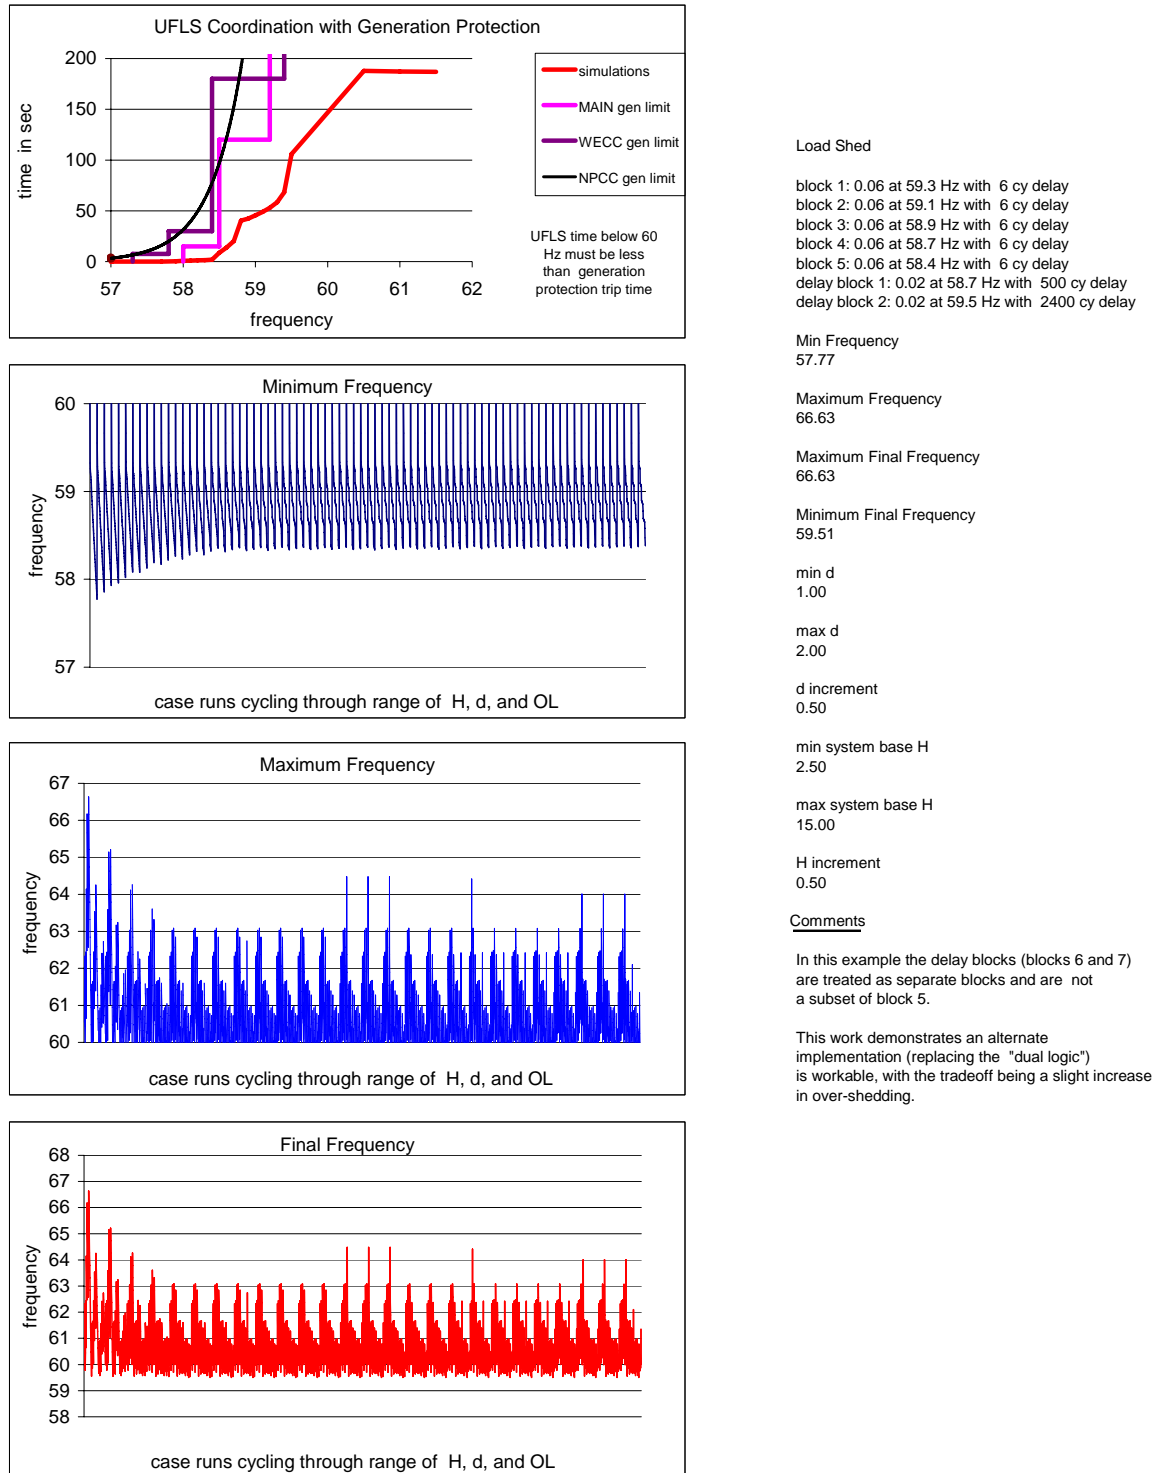 UFLS Coordination with Generation Protection
200
150
100
50
0
57 58 59 60 61 62
time in sec
frequency
simulations
MAIN gen limit
WECC gen limit
NPCC gen limit
UFLS time below 60
Hz must be less
than generation
protection trip time
Minimum Frequency
60
59
58
57
frequency
case runs cycling through range of H, d, and OL
Maximum Frequency
67
66
65
64
63
62
61
60
frequency
case runs cycling through range of H, d, and OL
Final Frequency
68
67
66
65
64
63
62
61
60
59
58
frequency
case runs cycling through range of H, d, and OL
Load Shed
block 1: 0.06 at 59.3 Hz with 6 cy delay
block 2: 0.06 at 59.1 Hz with 6 cy delay
block 3: 0.06 at 58.9 Hz with 6 cy delay
block 4: 0.06 at 58.7 Hz with 6 cy delay
block 5: 0.06 at 58.4 Hz with 6 cy delay
delay block 1: 0.02 at 58.7 Hz with 500 cy delay
delay block 2: 0.02 at 59.5 Hz with 2400 cy delay
Min Frequency
57.77
Maximum Frequency
66.63
Maximum Final Frequency
66.63
Minimum Final Frequency
59.51
min d
1.00
max d
2.00
d increment
0.50
min system base H
2.50
max system base H
15.00
H increment
0.50
Comments
In this example the delay blocks (blocks 6 and 7)
are treated as separate blocks and are not
a subset of block 5.
This work demonstrates an alternate
implementation (replacing the "dual logic")
is workable, with the tradeoff being a slight increase
in over-shedding.